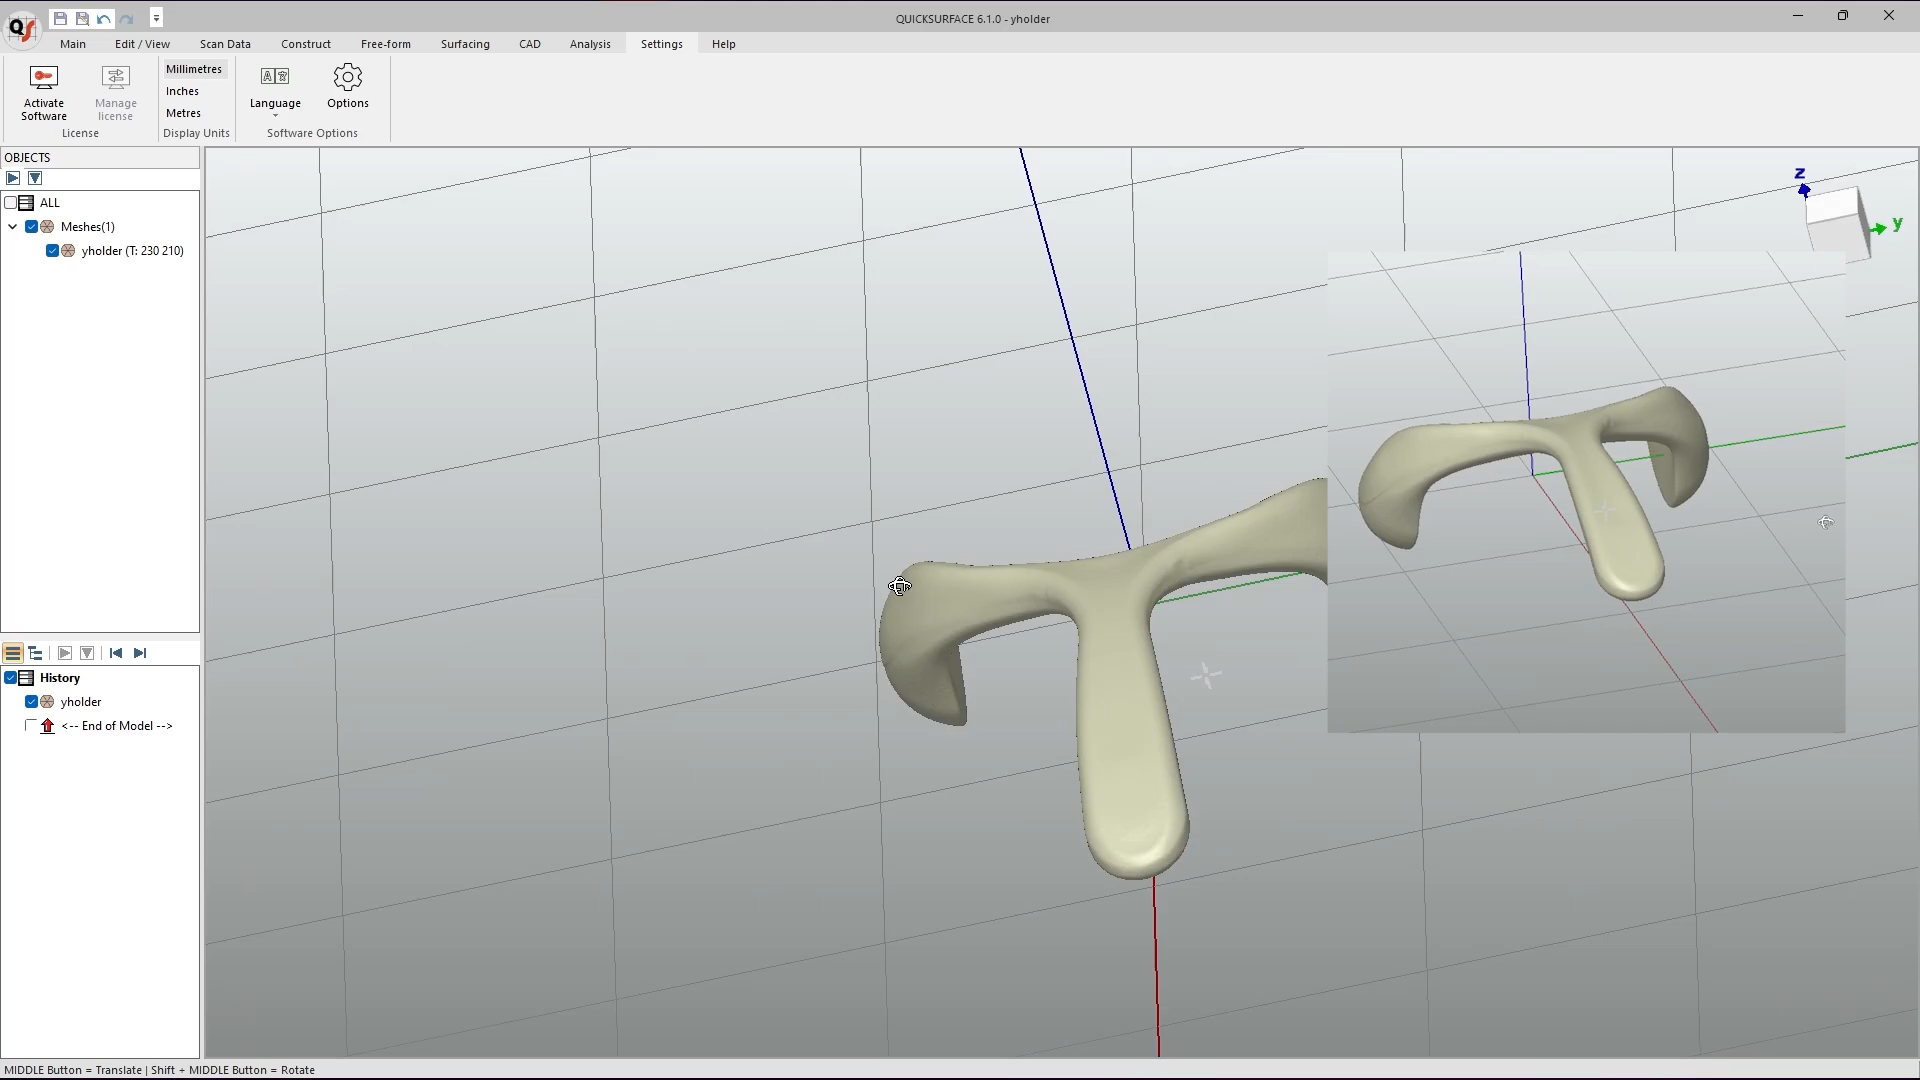 QUICKSURFACE 6.1.0 - yholder
QS
Main Edit / View Scan Data Construct Free-form Surfacing CAD Analysis Settings Help
Activate Software
Manage license
License
Millimetres
Inches
Metres
Display Units
Language
Options
Software Options
OBJECTS
ALL
Meshes(1)
yholder (T: 230 210)
History
yholder
<-- End of Model -->
z
y
MIDDLE Button = Translate | Shift + MIDDLE Button = Rotate